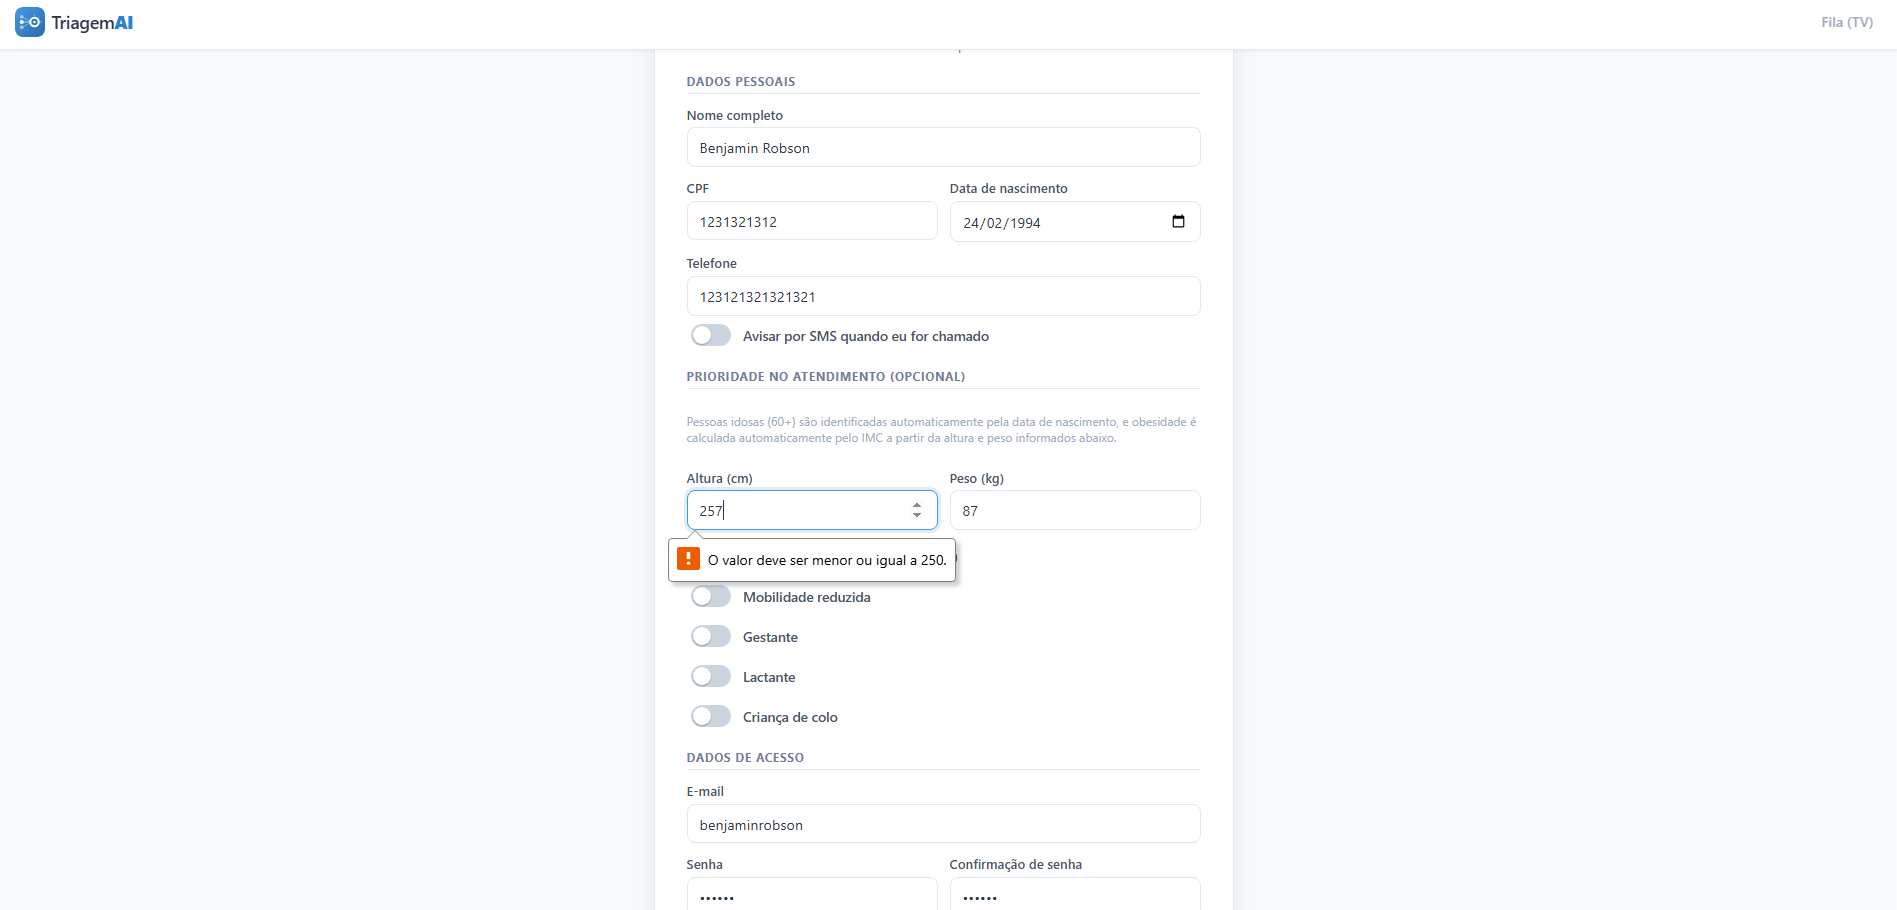 TriagemAI
Fila (TV)
DADOS PESSOAIS
Nome completo
Benjamin Robson
CPF
Data de nascimento
1231321312
24/02/1994
Telefone
123121321321321
Avisar por SMS quando eu for chamado
PRIORIDADE NO ATENDIMENTO (OPCIONAL)
Pessoas idosas (60+) são identificadas automaticamente pela data de nascimento, e obesidade é
calculada automaticamente pelo IMC a partir da altura e peso informados abaixo.
Altura (cm)
Peso (kg)
257
87
O valor deve ser menor ou igual a 250.
Mobilidade reduzida
Gestante
Lactante
Criança de colo
DADOS DE ACESSO
E-mail
benjaminrobson
Senha
Confirmação de senha
••••••
••••••